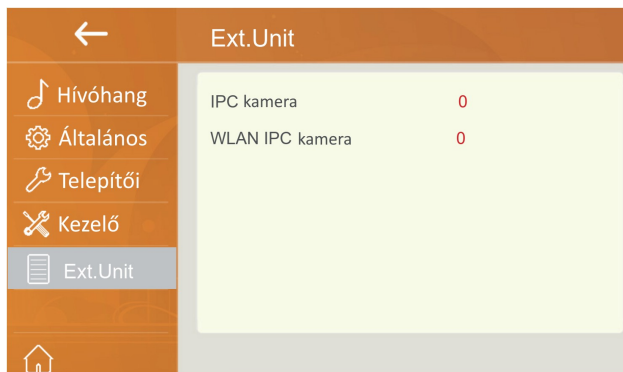 Ext.Unit
Hívóhang
Általános
Telepítői
Kezelő
Ext.Unit
IPC kamera 0
WLAN IPC kamera 0